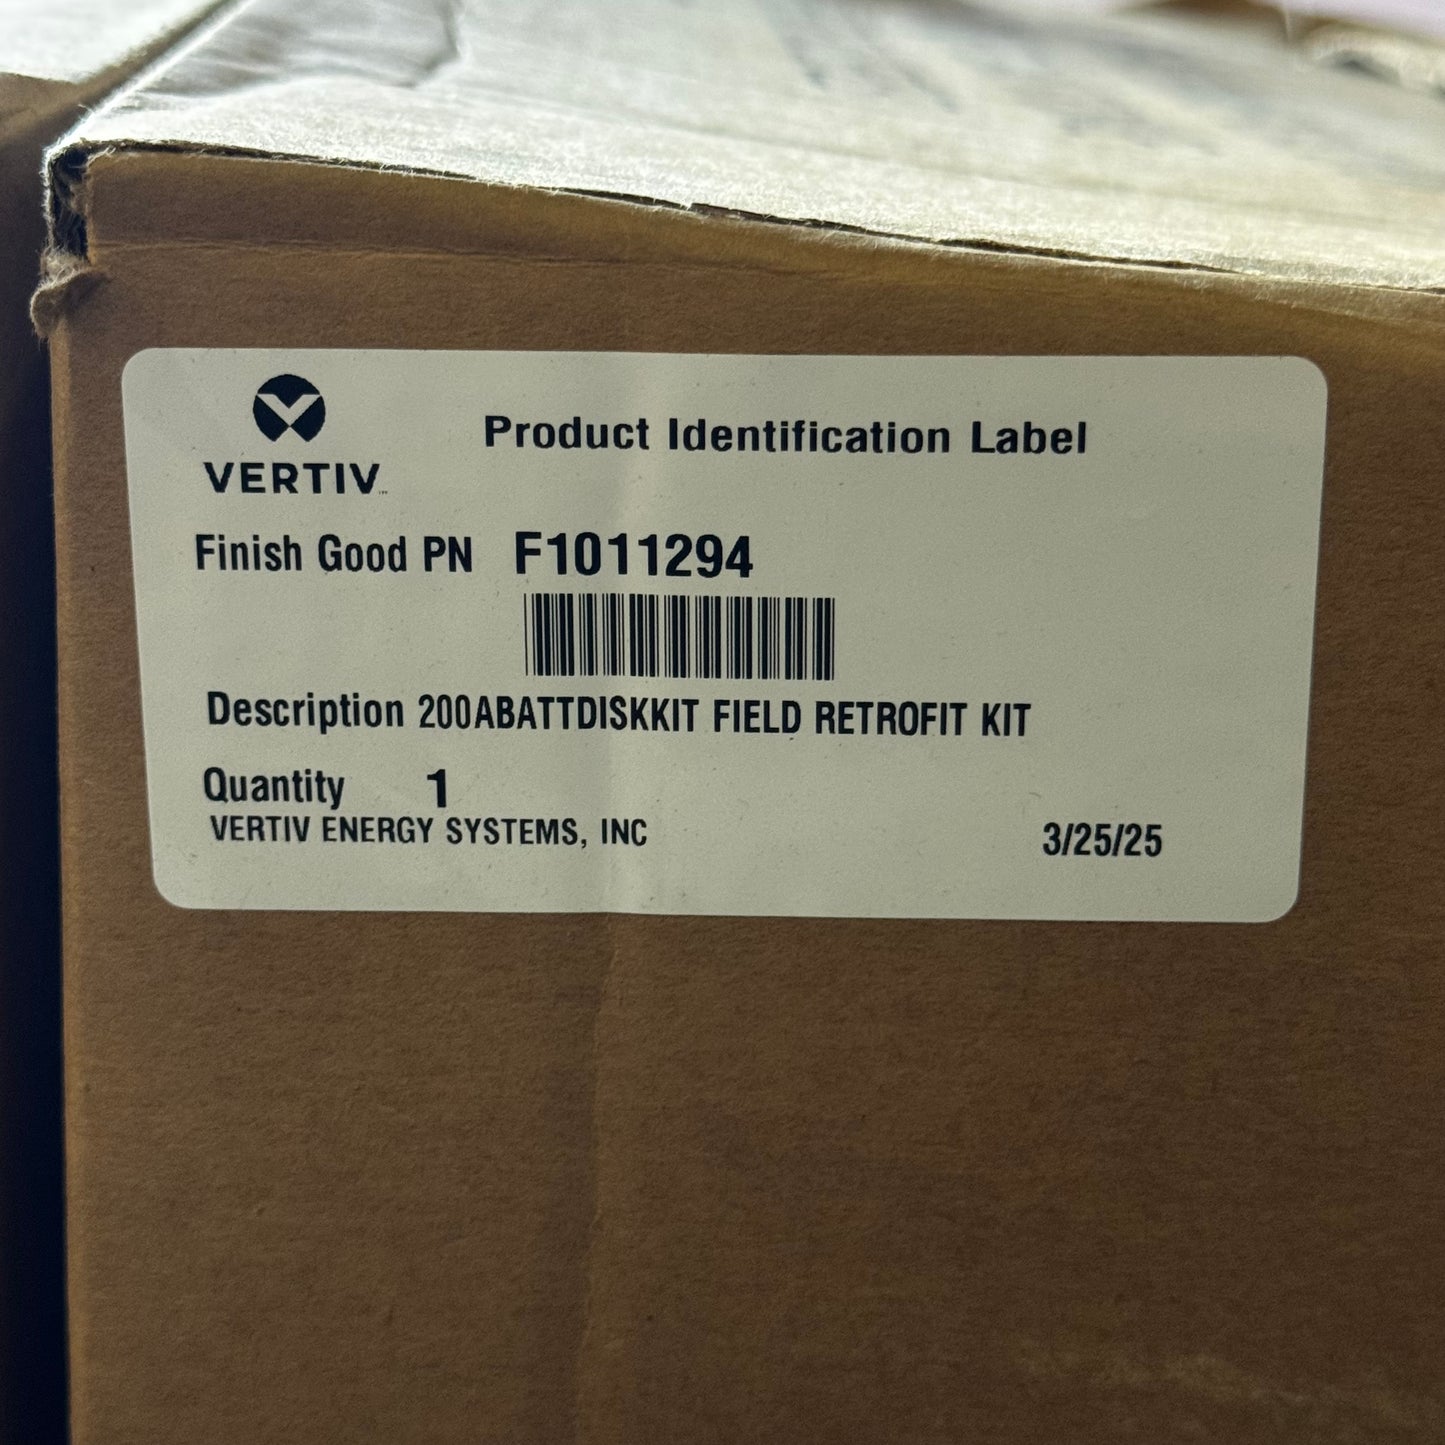 VERTIV™
Product Identification Label
Finish Good PN F1011294
Description 200ABATTDISKKIT FIELD RETROFIT KIT
Quantity 1
VERTIV ENERGY SYSTEMS, INC
3/25/25